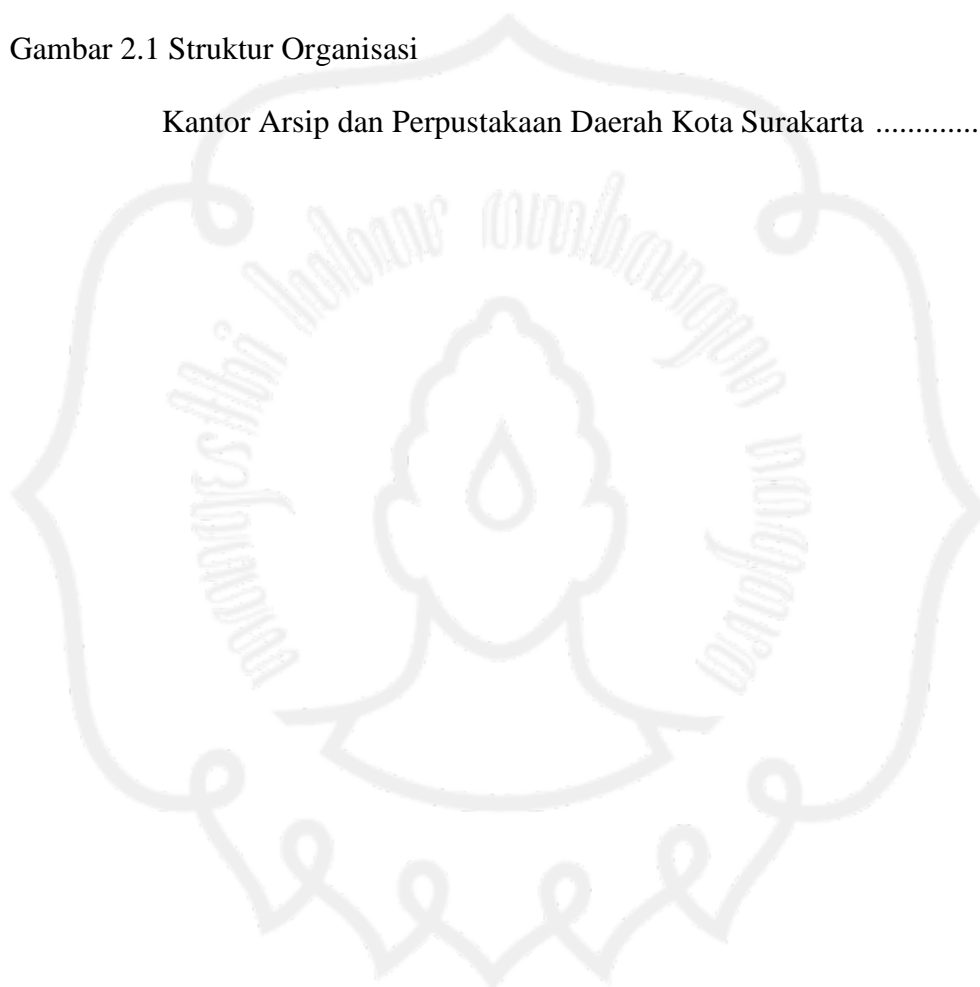 Gambar 2.1 Struktur Organisasi
Kantor Arsip dan Perpustakaan Daerah Kota Surakarta .............